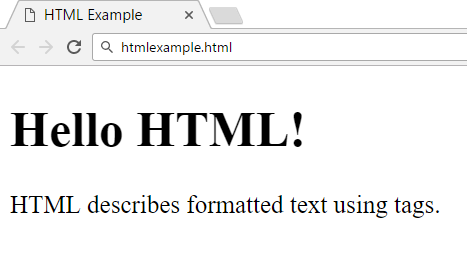 HTML Example
htmlexample.html
Hello HTML!
HTML describes formatted text using tags.